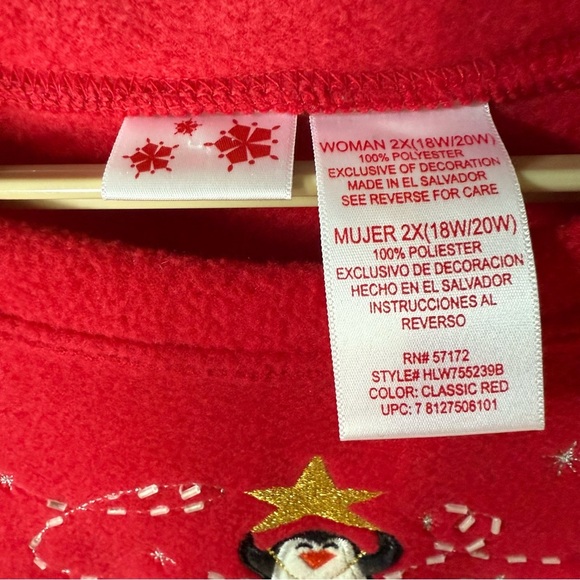 WOMAN 2X(18W/20W)
100% POLYESTER
EXCLUSIVE OF DECORATION
MADE IN EL SALVADOR
SEE REVERSE FOR CARE
MUJER 2X(18W/20W)
100% POLIESTER
EXCLUSIVO DE DECORACION
HECHO EN EL SALVADOR
INSTRUCCIONES AL
REVERSO
RN# 57172
STYLE# HLW755239B
COLOR: CLASSIC RED
UPC: 7 8127506101